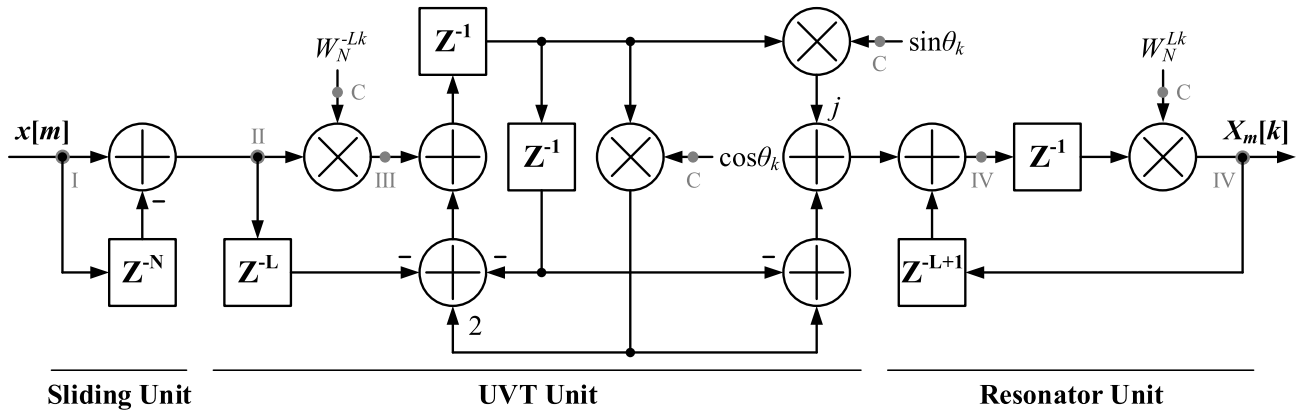 W_N^{-Lk}
C
Z^{-1}
sinθ_k
C
W_N^{Lk}
C
x[m]
I
II
III
Z^{-1}
cosθ_k
C
j
IV
Z^{-1}
X_m[k]
IV
-
Z^{-N}
Z^{-L}
-
-
-
Z^{-L+1}
2
Sliding Unit
UVT Unit
Resonator Unit